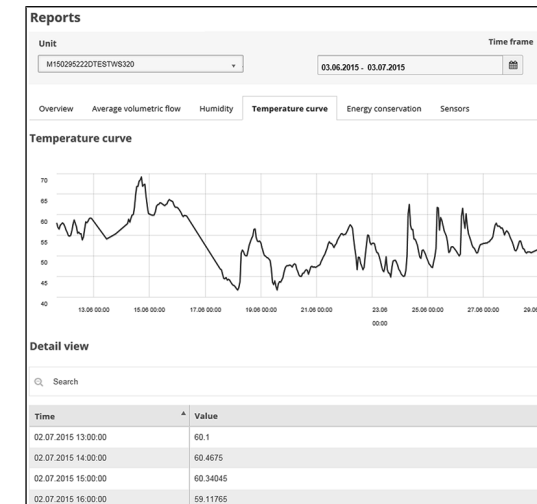 Reports
Unit Time frame
M150295222DTESTWS320 03.06.2015 - 03.07.2015
Overview Average volumetric flow Humidity Temperature curve Energy conservation Sensors
Temperature curve
70
65
60
55
50
45
40
13.06 00:00 15.06 00:00 17.06 00:00 19.06 00:00 21.06 00:00 23.06 25.06 00:00 27.06 00:00 29.0
00:00
Detail view
Search
Time Value
02.07.2015 13:00:00 60.1
02.07.2015 14:00:00 60.4675
02.07.2015 15:00:00 60.34045
02.07.2015 16:00:00 59.11765